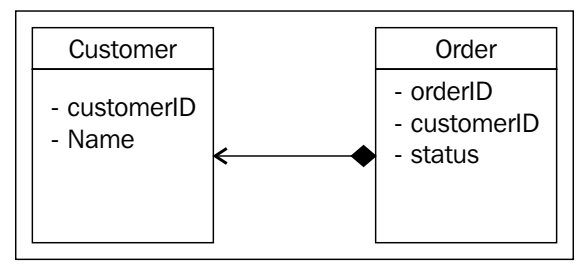 Customer
- customerID
- Name
Order
- orderID
- customerID
- status